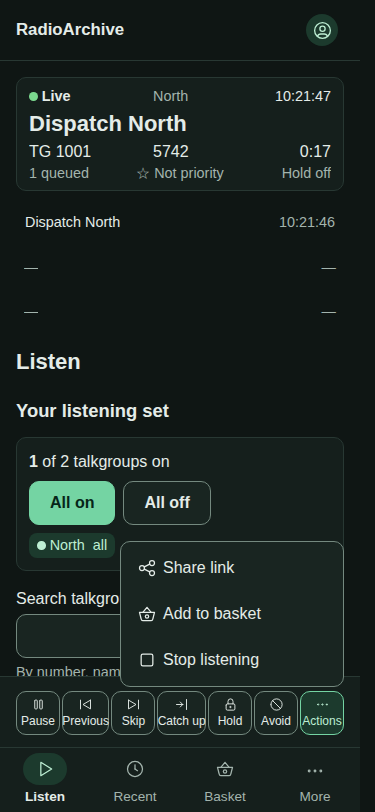 RadioArchive
Live North 10:21:47
Dispatch North
TG 1001 5742 0:17
1 queued ☆ Not priority Hold off
Dispatch North 10:21:46
— —
— —
Listen
Your listening set
1 of 2 talkgroups on
All on All off
North all
Share link
Search talkgro
Add to basket
Stop listening
By number, nam
Pause Previous Skip Catch up Hold Avoid Actions
Listen Recent Basket More